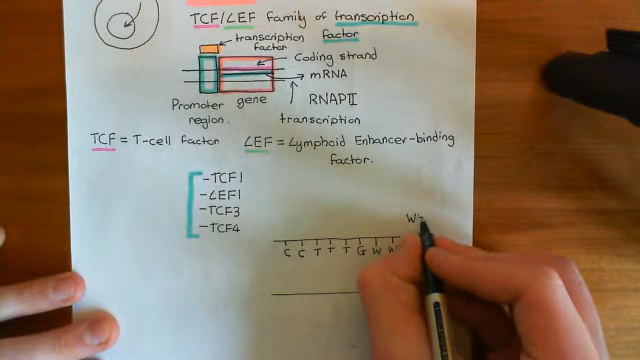 TCF/LEF family of transcription
factor
transcription
factor
Coding strand
mRNA
Promoter gene RNAPII
region. transcription
TCF = T-cell factor LEF = Lymphoid Enhancer-binding
factor.
-TCF1
-LEF1
-TCF3
-TCF4
C C T T T G W W